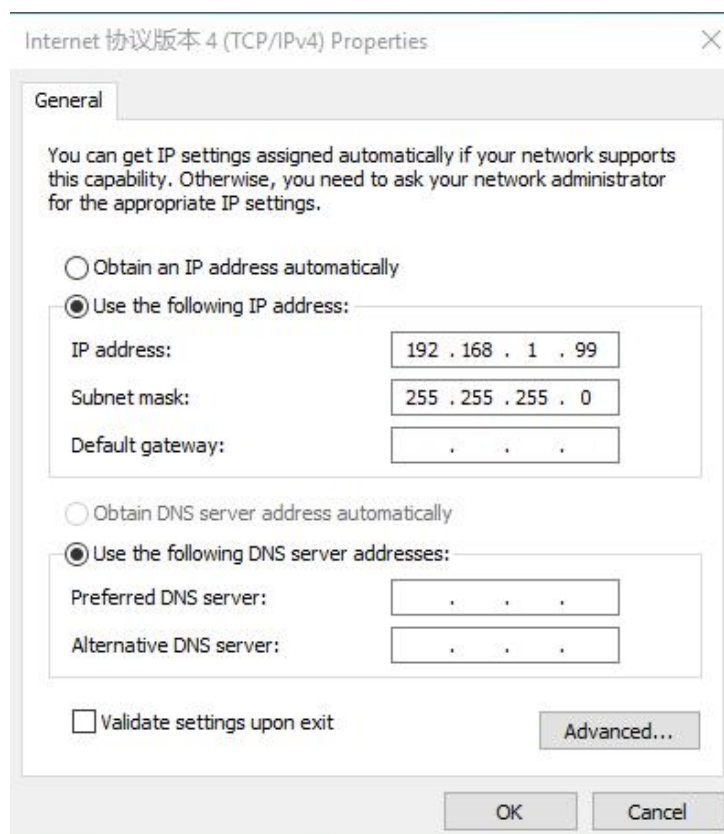 Internet 协议版本 4 (TCP/IPv4) Properties
General
You can get IP settings assigned automatically if your network supports
this capability. Otherwise, you need to ask your network administrator
for the appropriate IP settings.
Obtain an IP address automatically
Use the following IP address:
IP address: 192 . 168 . 1 . 99
Subnet mask: 255 . 255 . 255 . 0
Default gateway: . . .
Obtain DNS server address automatically
Use the following DNS server addresses:
Preferred DNS server: . . .
Alternative DNS server: . . .
Validate settings upon exit
Advanced...
OK Cancel